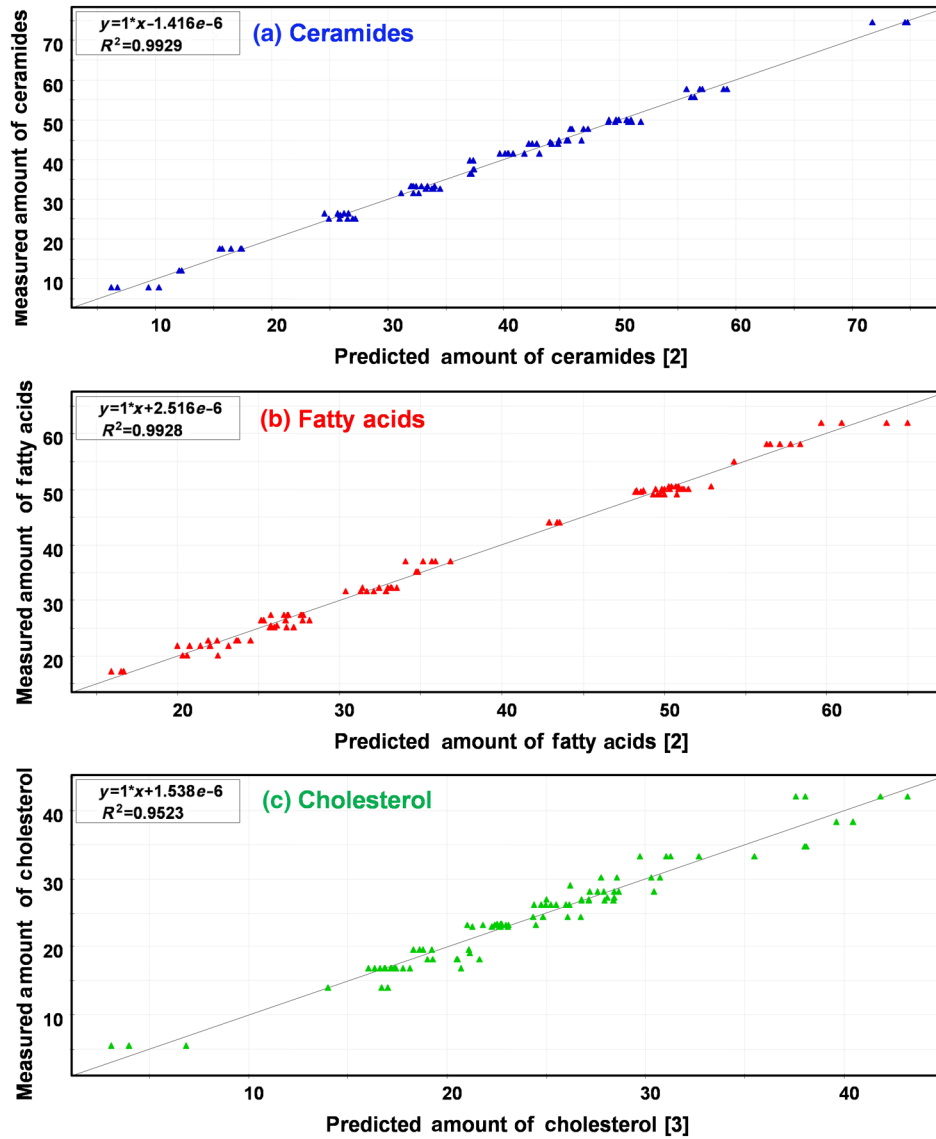 y=1*x−1.416e−6
R²=0.9929
(a) Ceramides
Measured amount of ceramides
70
60
50
40
30
20
10
10
20
30
40
50
60
70
Predicted amount of ceramides [2]
y=1*x+2.516e−6
R²=0.9928
(b) Fatty acids
Measured amount of fatty acids
60
50
40
30
20
20
30
40
50
60
Predicted amount of fatty acids [2]
y=1*x+1.538e−6
R²=0.9523
(c) Cholesterol
Measured amount of cholesterol
40
30
20
10
10
20
30
40
Predicted amount of cholesterol [3]